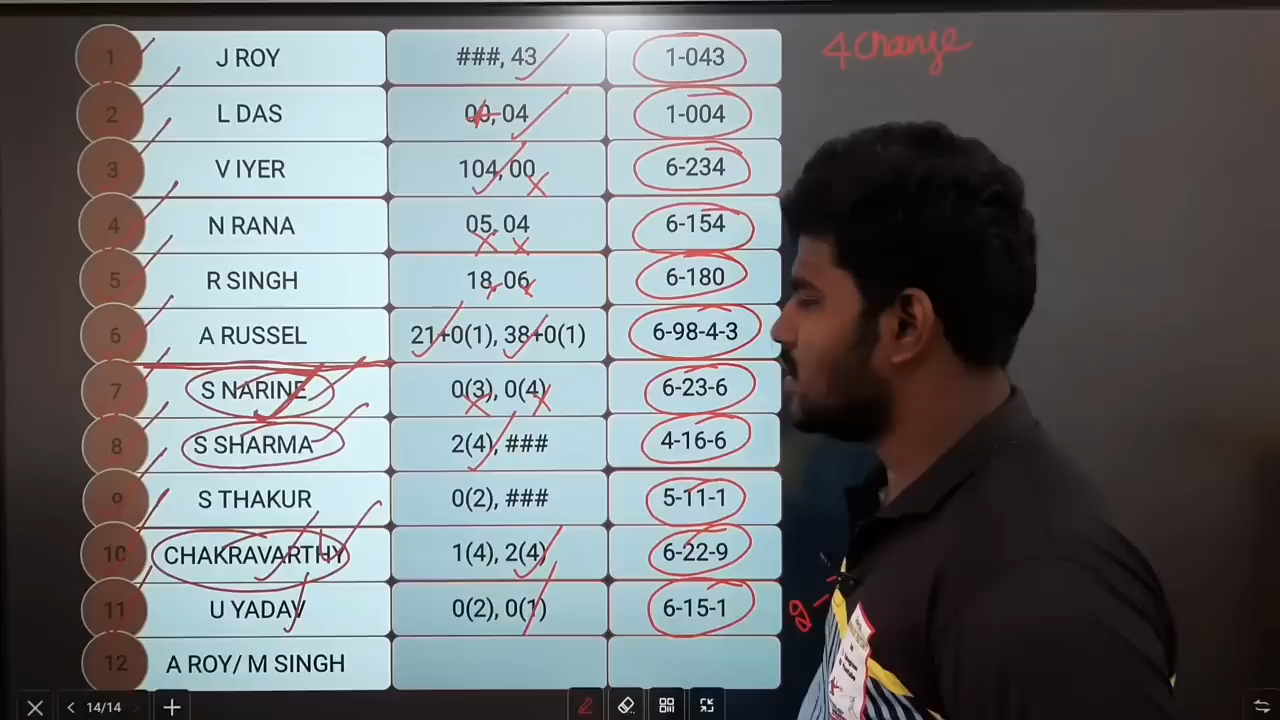 4 change
1 J ROY ###, 43 1-043
2 L DAS 00, 04 1-004
3 V IYER 104, 00 6-234
4 N RANA 05, 04 6-154
5 R SINGH 18, 06 6-180
6 A RUSSEL 21+0(1), 38+0(1) 6-98-4-3
7 S NARINE 0(3), 0(4) 6-23-6
8 S SHARMA 2(4), ### 4-16-6
9 S THAKUR 0(2), ### 5-11-1
10 CHAKRAVARTHY 1(4), 2(4) 6-22-9
11 U YADAV 0(2), 0(1) 6-15-1
12 A ROY/ M SINGH
14/14